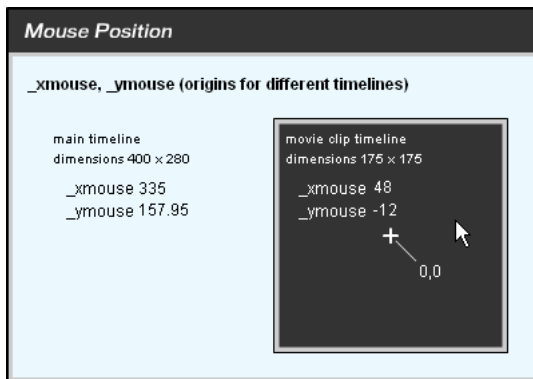 Mouse Position
_xmouse, _ymouse (origins for different timelines)
main timeline
dimensions 400 x 280
_xmouse 335
_ymouse 157.95
movie clip timeline
dimensions 175 x 175
_xmouse 48
_ymouse -12
0,0